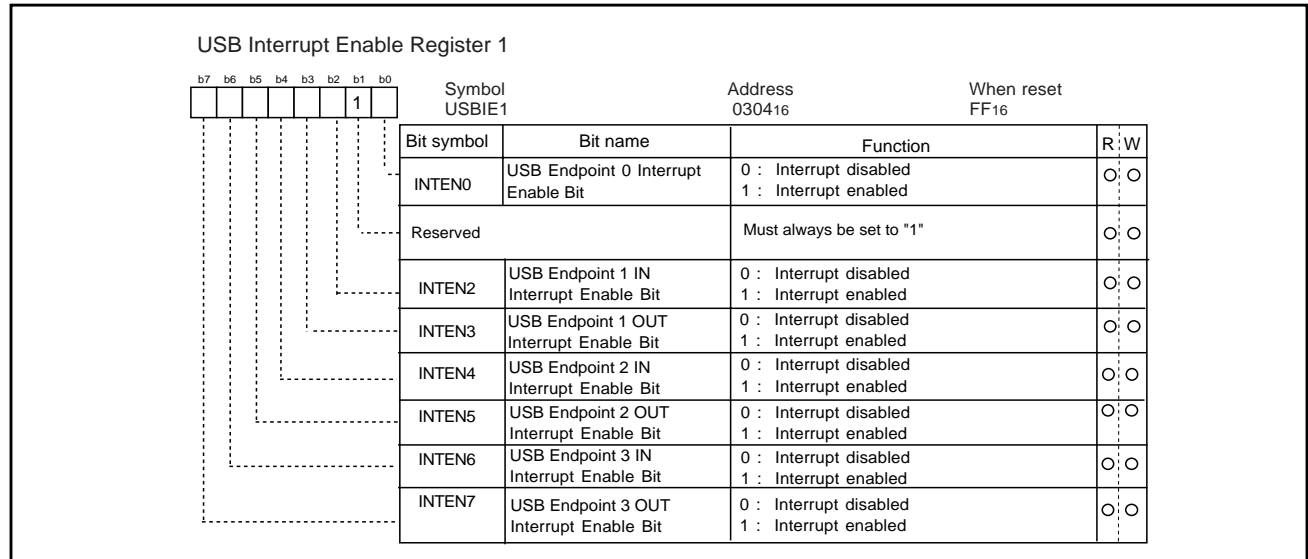 USB Interrupt Enable Register 1
b7 b6 b5 b4 b3 b2 b1 b0
1
Symbol Address When reset
USBIE1 030416 FF16
Bit symbol Bit name Function R W
INTEN0 USB Endpoint 0 Interrupt Enable Bit 0 : Interrupt disabled
1 : Interrupt enabled O O
Reserved Must always be set to "1" O O
INTEN2 USB Endpoint 1 IN Interrupt Enable Bit 0 : Interrupt disabled
1 : Interrupt enabled O O
INTEN3 USB Endpoint 1 OUT Interrupt Enable Bit 0 : Interrupt disabled
1 : Interrupt enabled O O
INTEN4 USB Endpoint 2 IN Interrupt Enable Bit 0 : Interrupt disabled
1 : Interrupt enabled O O
INTEN5 USB Endpoint 2 OUT Interrupt Enable Bit 0 : Interrupt disabled
1 : Interrupt enabled O O
INTEN6 USB Endpoint 3 IN Interrupt Enable Bit 0 : Interrupt disabled
1 : Interrupt enabled O O
INTEN7 USB Endpoint 3 OUT Interrupt Enable Bit 0 : Interrupt disabled
1 : Interrupt enabled O O